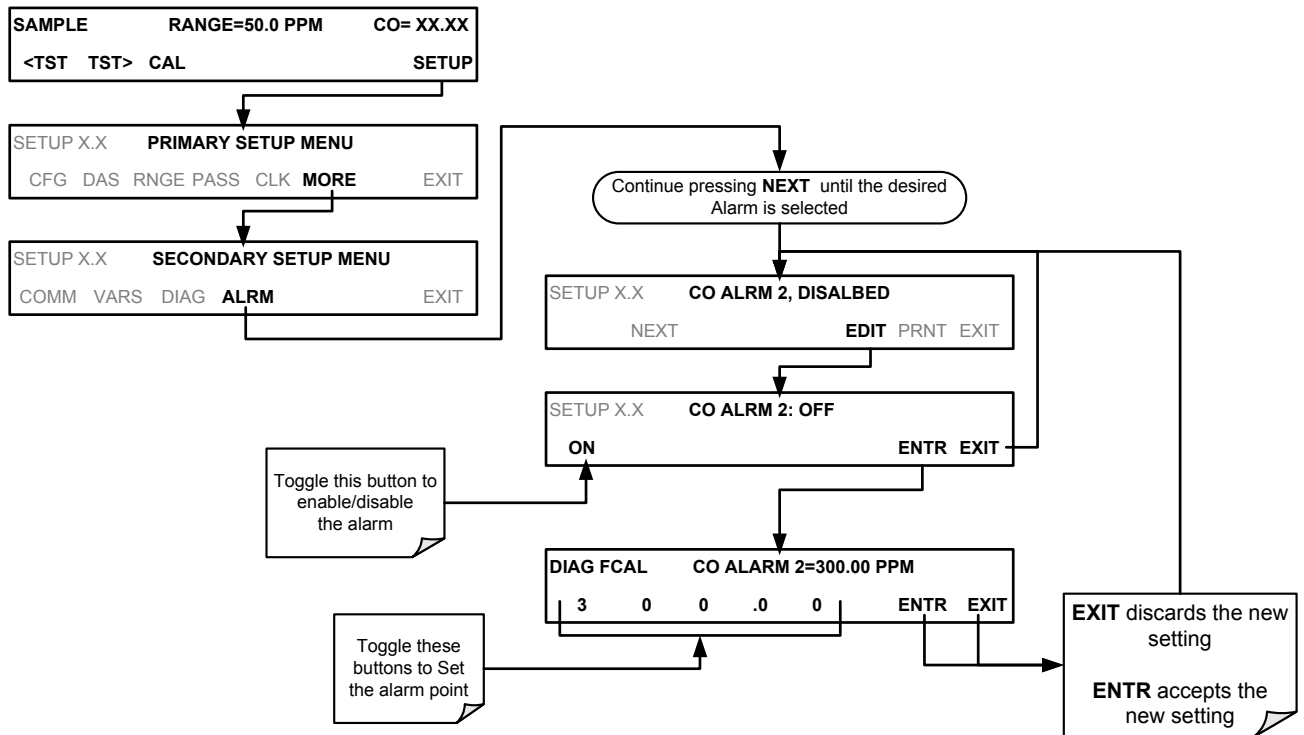 SAMPLE RANGE=50.0 PPM CO= XX.XX
<TST TST> CAL SETUP
SETUP X.X PRIMARY SETUP MENU
CFG DAS RNGE PASS CLK MORE EXIT
SETUP X.X SECONDARY SETUP MENU
COMM VARS DIAG ALRM EXIT
Continue pressing NEXT until the desired
Alarm is selected
SETUP X.X CO ALRM 2, DISALBED
NEXT EDIT PRNT EXIT
SETUP X.X CO ALRM 2: OFF
ON ENTR EXIT
Toggle this button to
enable/disable
the alarm
DIAG FCAL CO ALARM 2=300.00 PPM
3 0 0 .0 0 ENTR EXIT
Toggle these
buttons to Set
the alarm point
EXIT discards the new
setting
ENTR accepts the
new setting